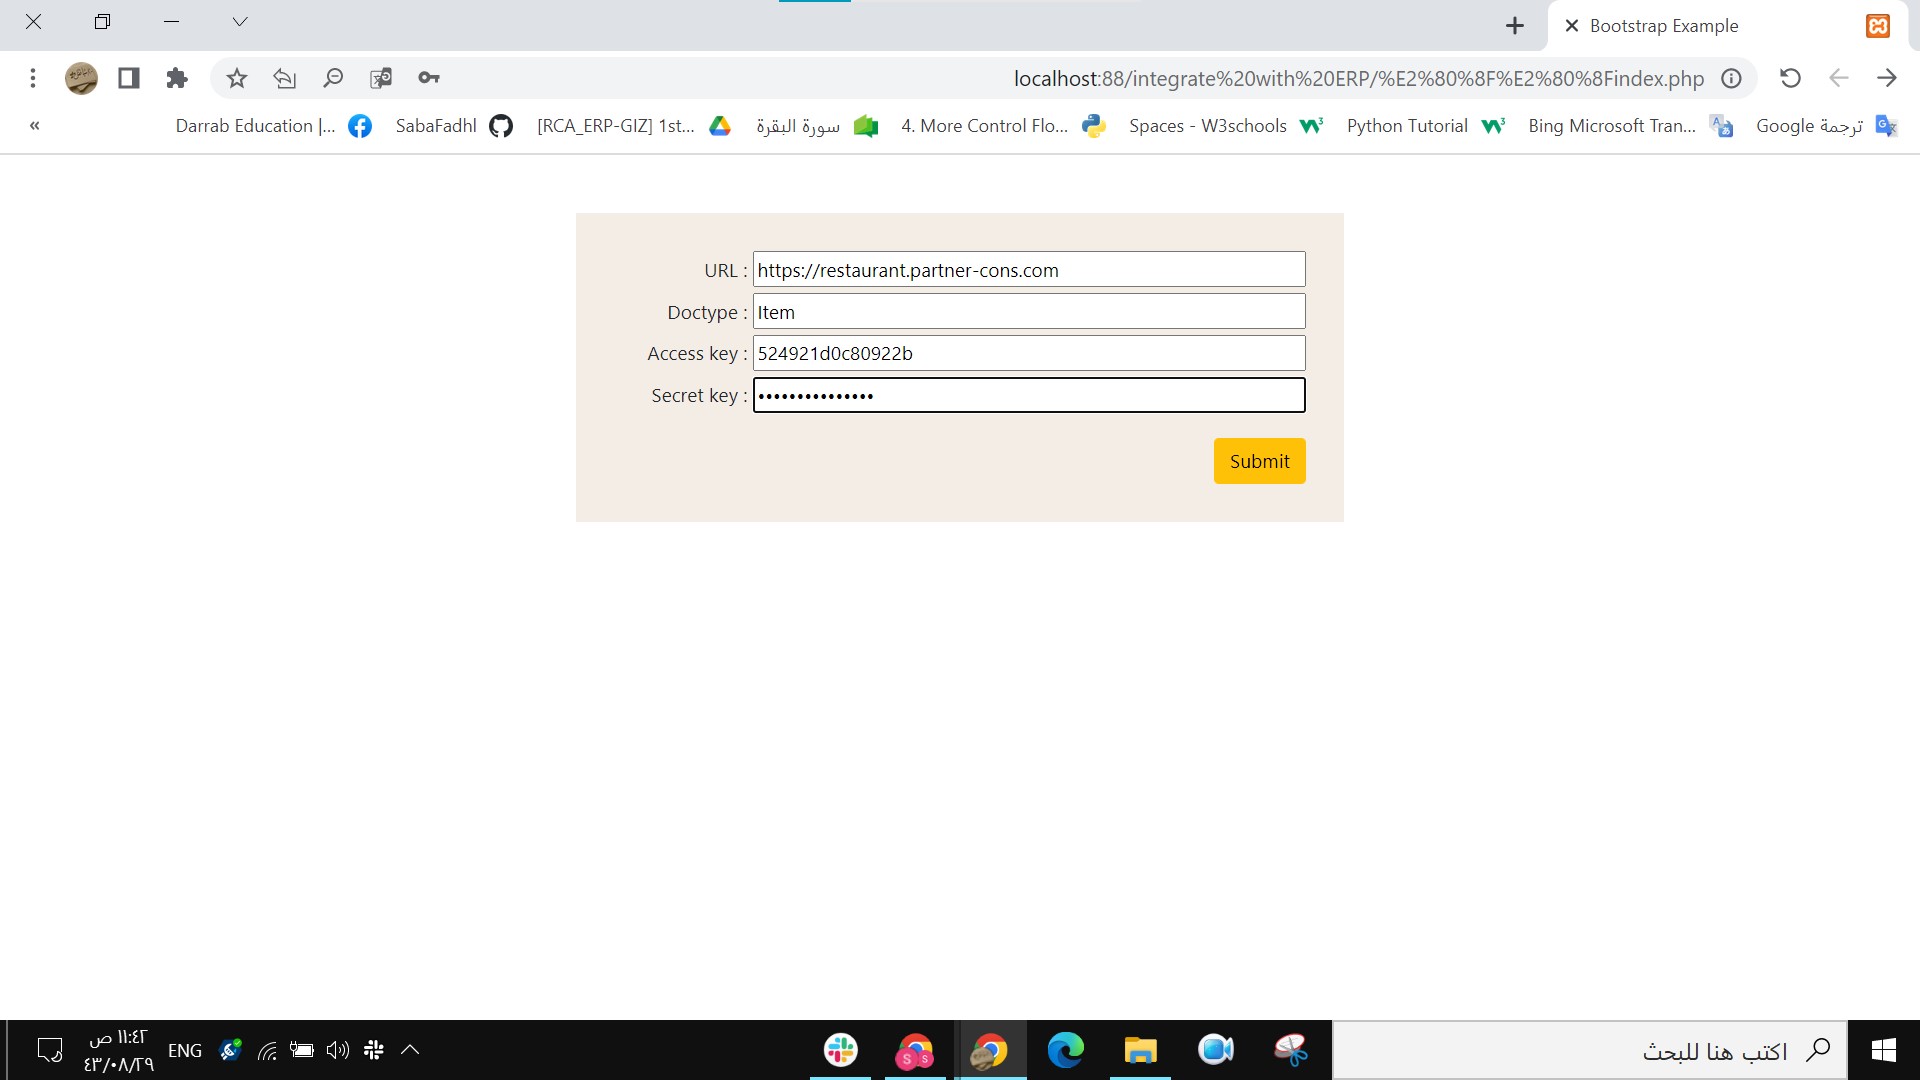 Bootstrap Example
localhost:88/integrate%20with%20ERP/%E2%80%8F%E2%80%8Findex.php
Darrab Education |...
SabaFadhl
[RCA_ERP-GIZ] 1st...
سورة البقرة
4. More Control Flo...
Spaces - W3schools
Python Tutorial
Bing Microsoft Tran...
ترجمة Google
URL : https://restaurant.partner-cons.com
Doctype : Item
Access key : 524921d0c80922b
Secret key : •••••••••••••••
Submit
١١:٤٢ ص
ENG
٤٣/٠٨/٢٩
اكتب هنا للبحث